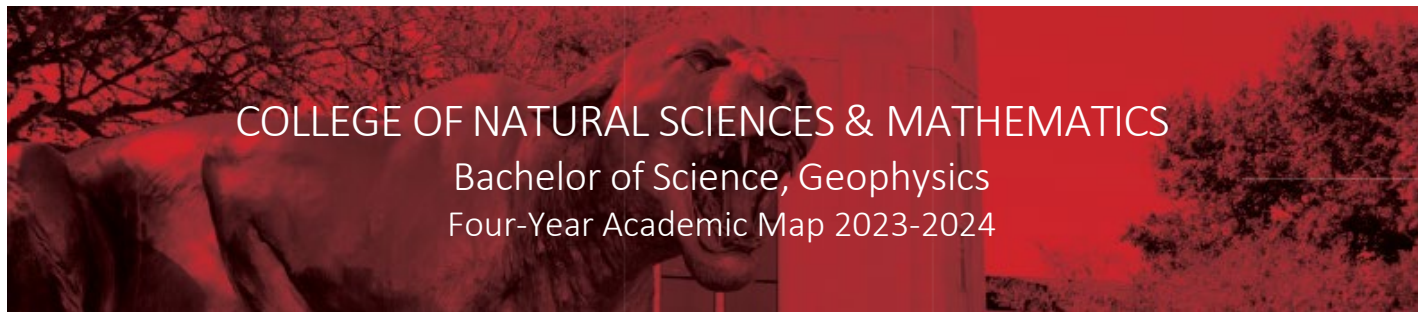 COLLEGE OF NATURAL SCIENCES & MATHEMATICS
Bachelor of Science, Geophysics
Four-Year Academic Map 2023-2024